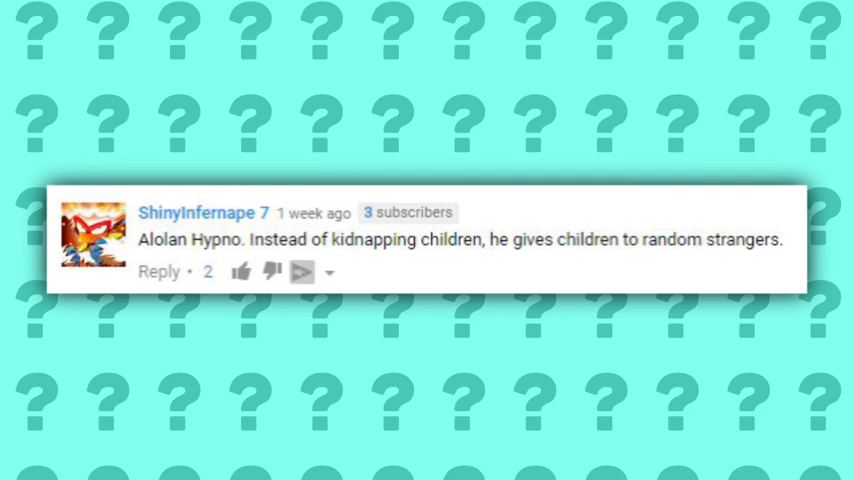 ShinyInfernape 7 1 week ago 3 subscribers
Alolan Hypno. Instead of kidnapping children, he gives children to random strangers.
Reply • 2